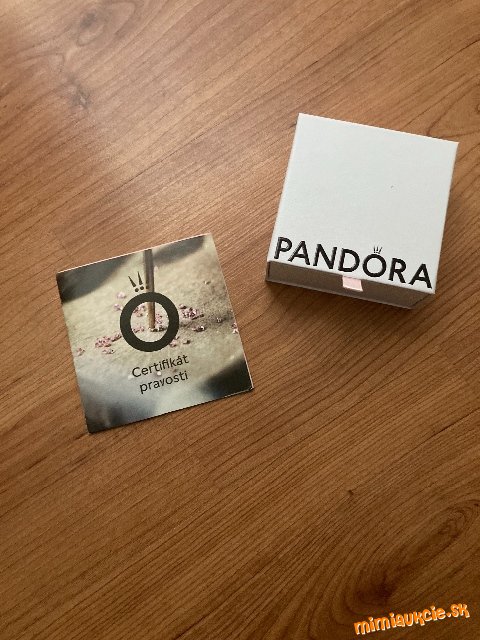 PANDORA
Certifikát
pravosti
mimiaukcie.sk